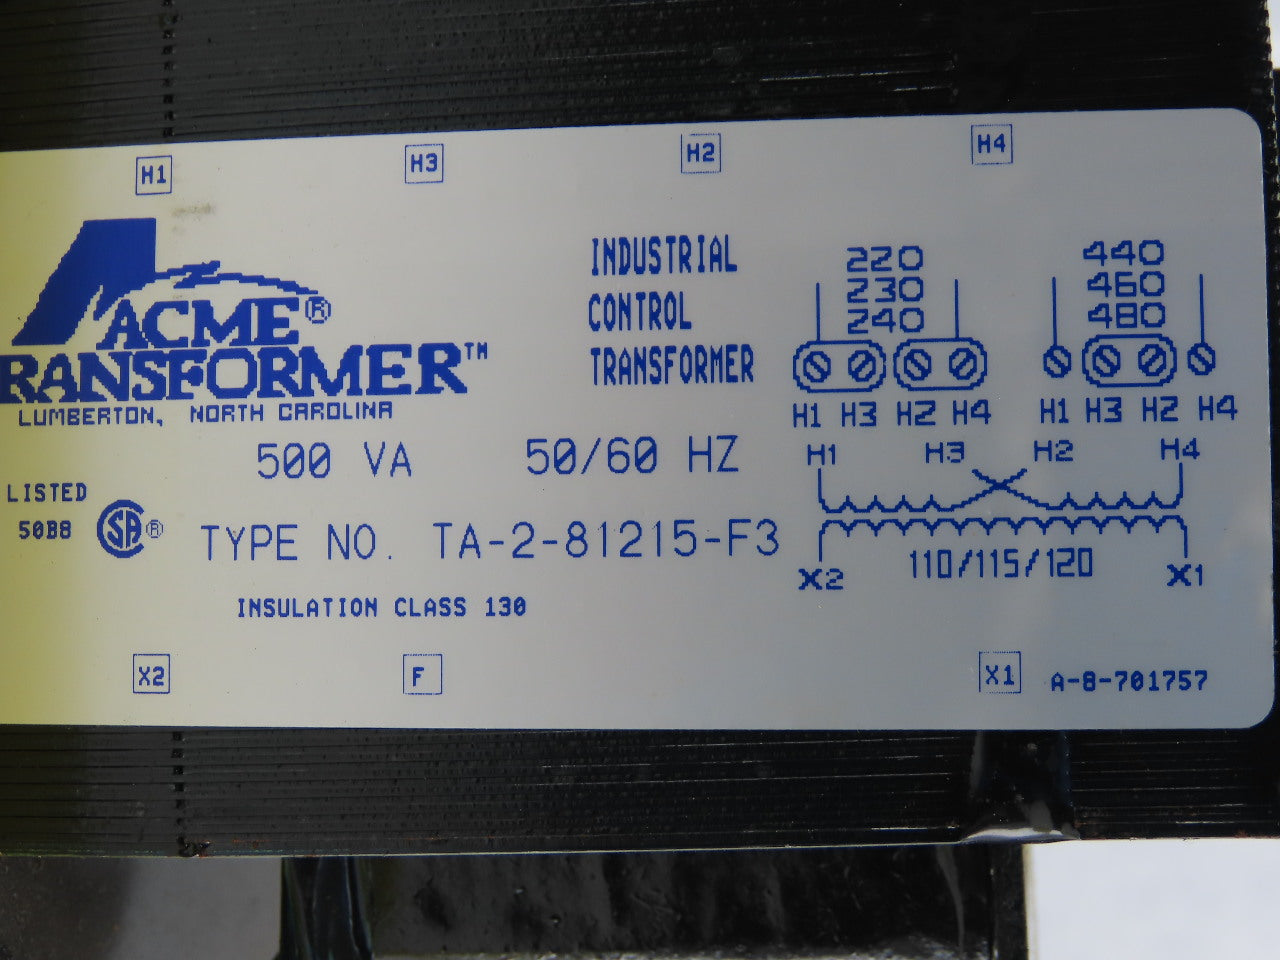 H1 H3 H2 H4
ACME®
RANSFORMER™
LUMBERTON, NORTH CAROLINA
INDUSTRIAL
CONTROL
TRANSFORMER
220
230
240
440
460
480
H1 H3 H2 H4
H1 H3 H2 H4
H1 H3 H2 H4
X2 110/115/120 X1
500 VA 50/60 HZ
LISTED
50B8
SA ®
TYPE NO. TA-2-81215-F3
INSULATION CLASS 130
X2 F X1
A-8-701757